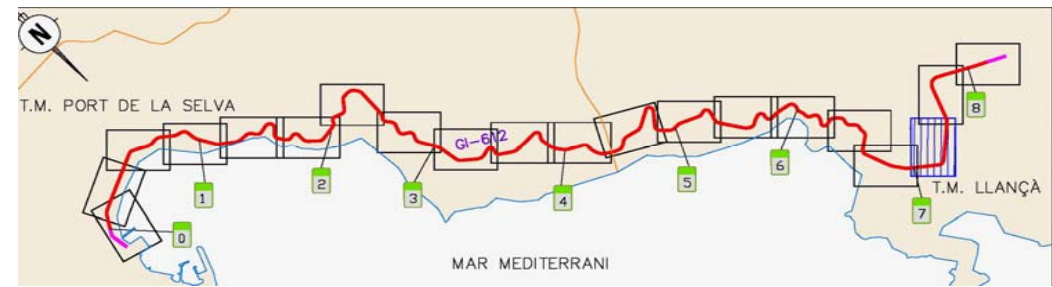 N
T.M. PORT DE LA SELVA
GI-612
0
1
2
3
4
5
6
7
8
T.M. LLANÇÀ
MAR MEDITERRANI